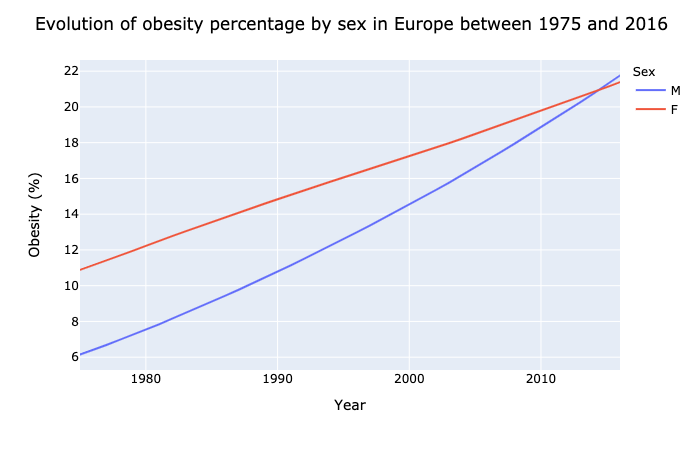 Evolution of obesity percentage by sex in Europe between 1975 and 2016
Sex
M
F
Obesity (%)
22
20
18
16
14
12
10
8
6
1980 1990 2000 2010
Year